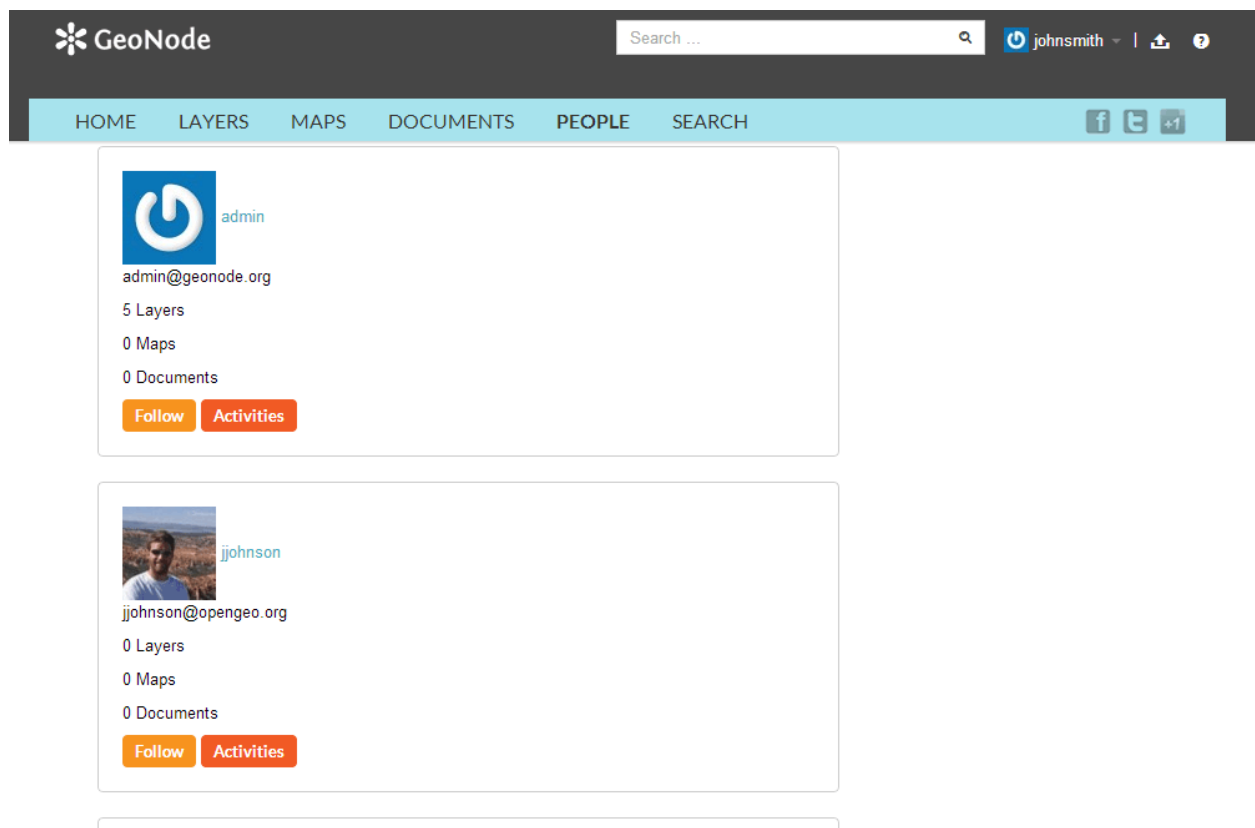 GeoNode
Search ...
johnsmith
HOME LAYERS MAPS DOCUMENTS PEOPLE SEARCH
+1
admin
admin@geonode.org
5 Layers
0 Maps
0 Documents
Follow Activities
jjohnson
jjohnson@opengeo.org
0 Layers
0 Maps
0 Documents
Follow Activities